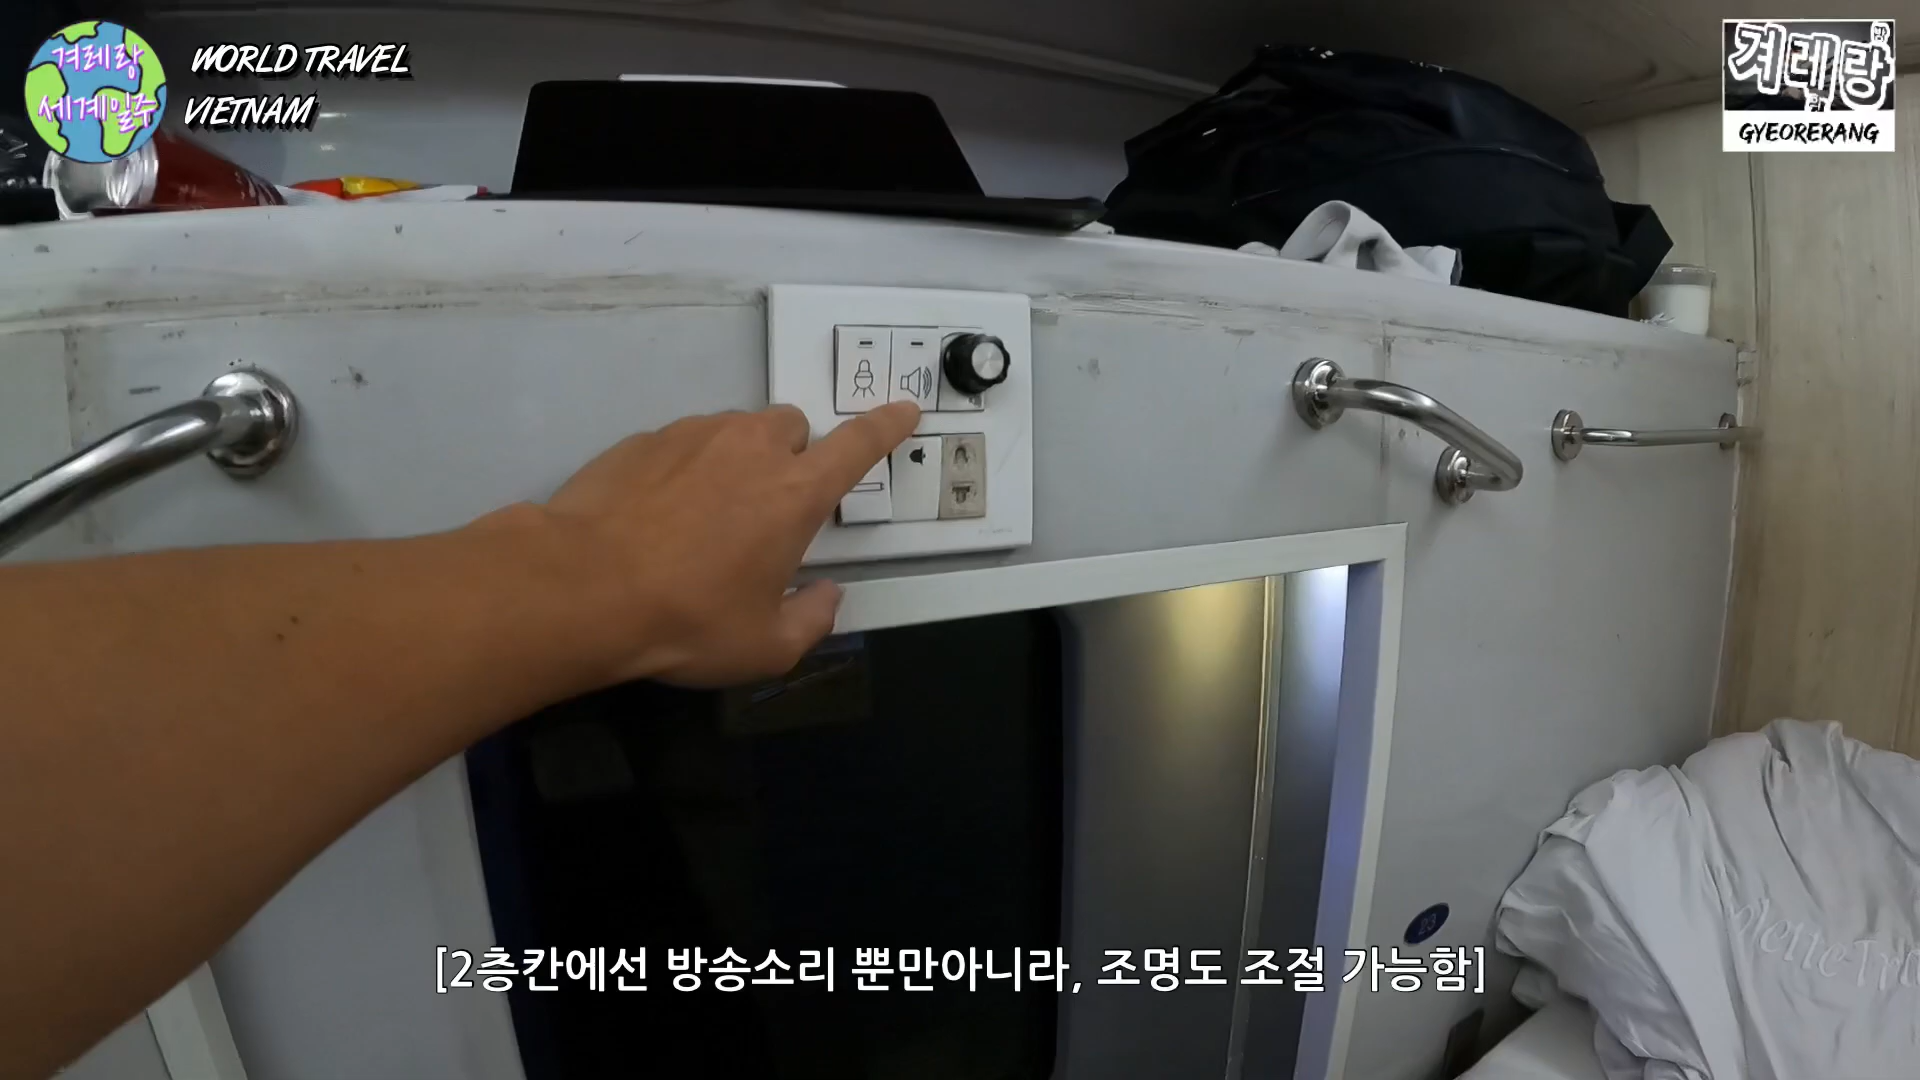 겨레랑
세계일주
WORLD TRAVEL
VIETNAM
겨레랑
GYEORERANG
23
[2층칸에선 방송소리 뿐만아니라, 조명도 조절 가능함]